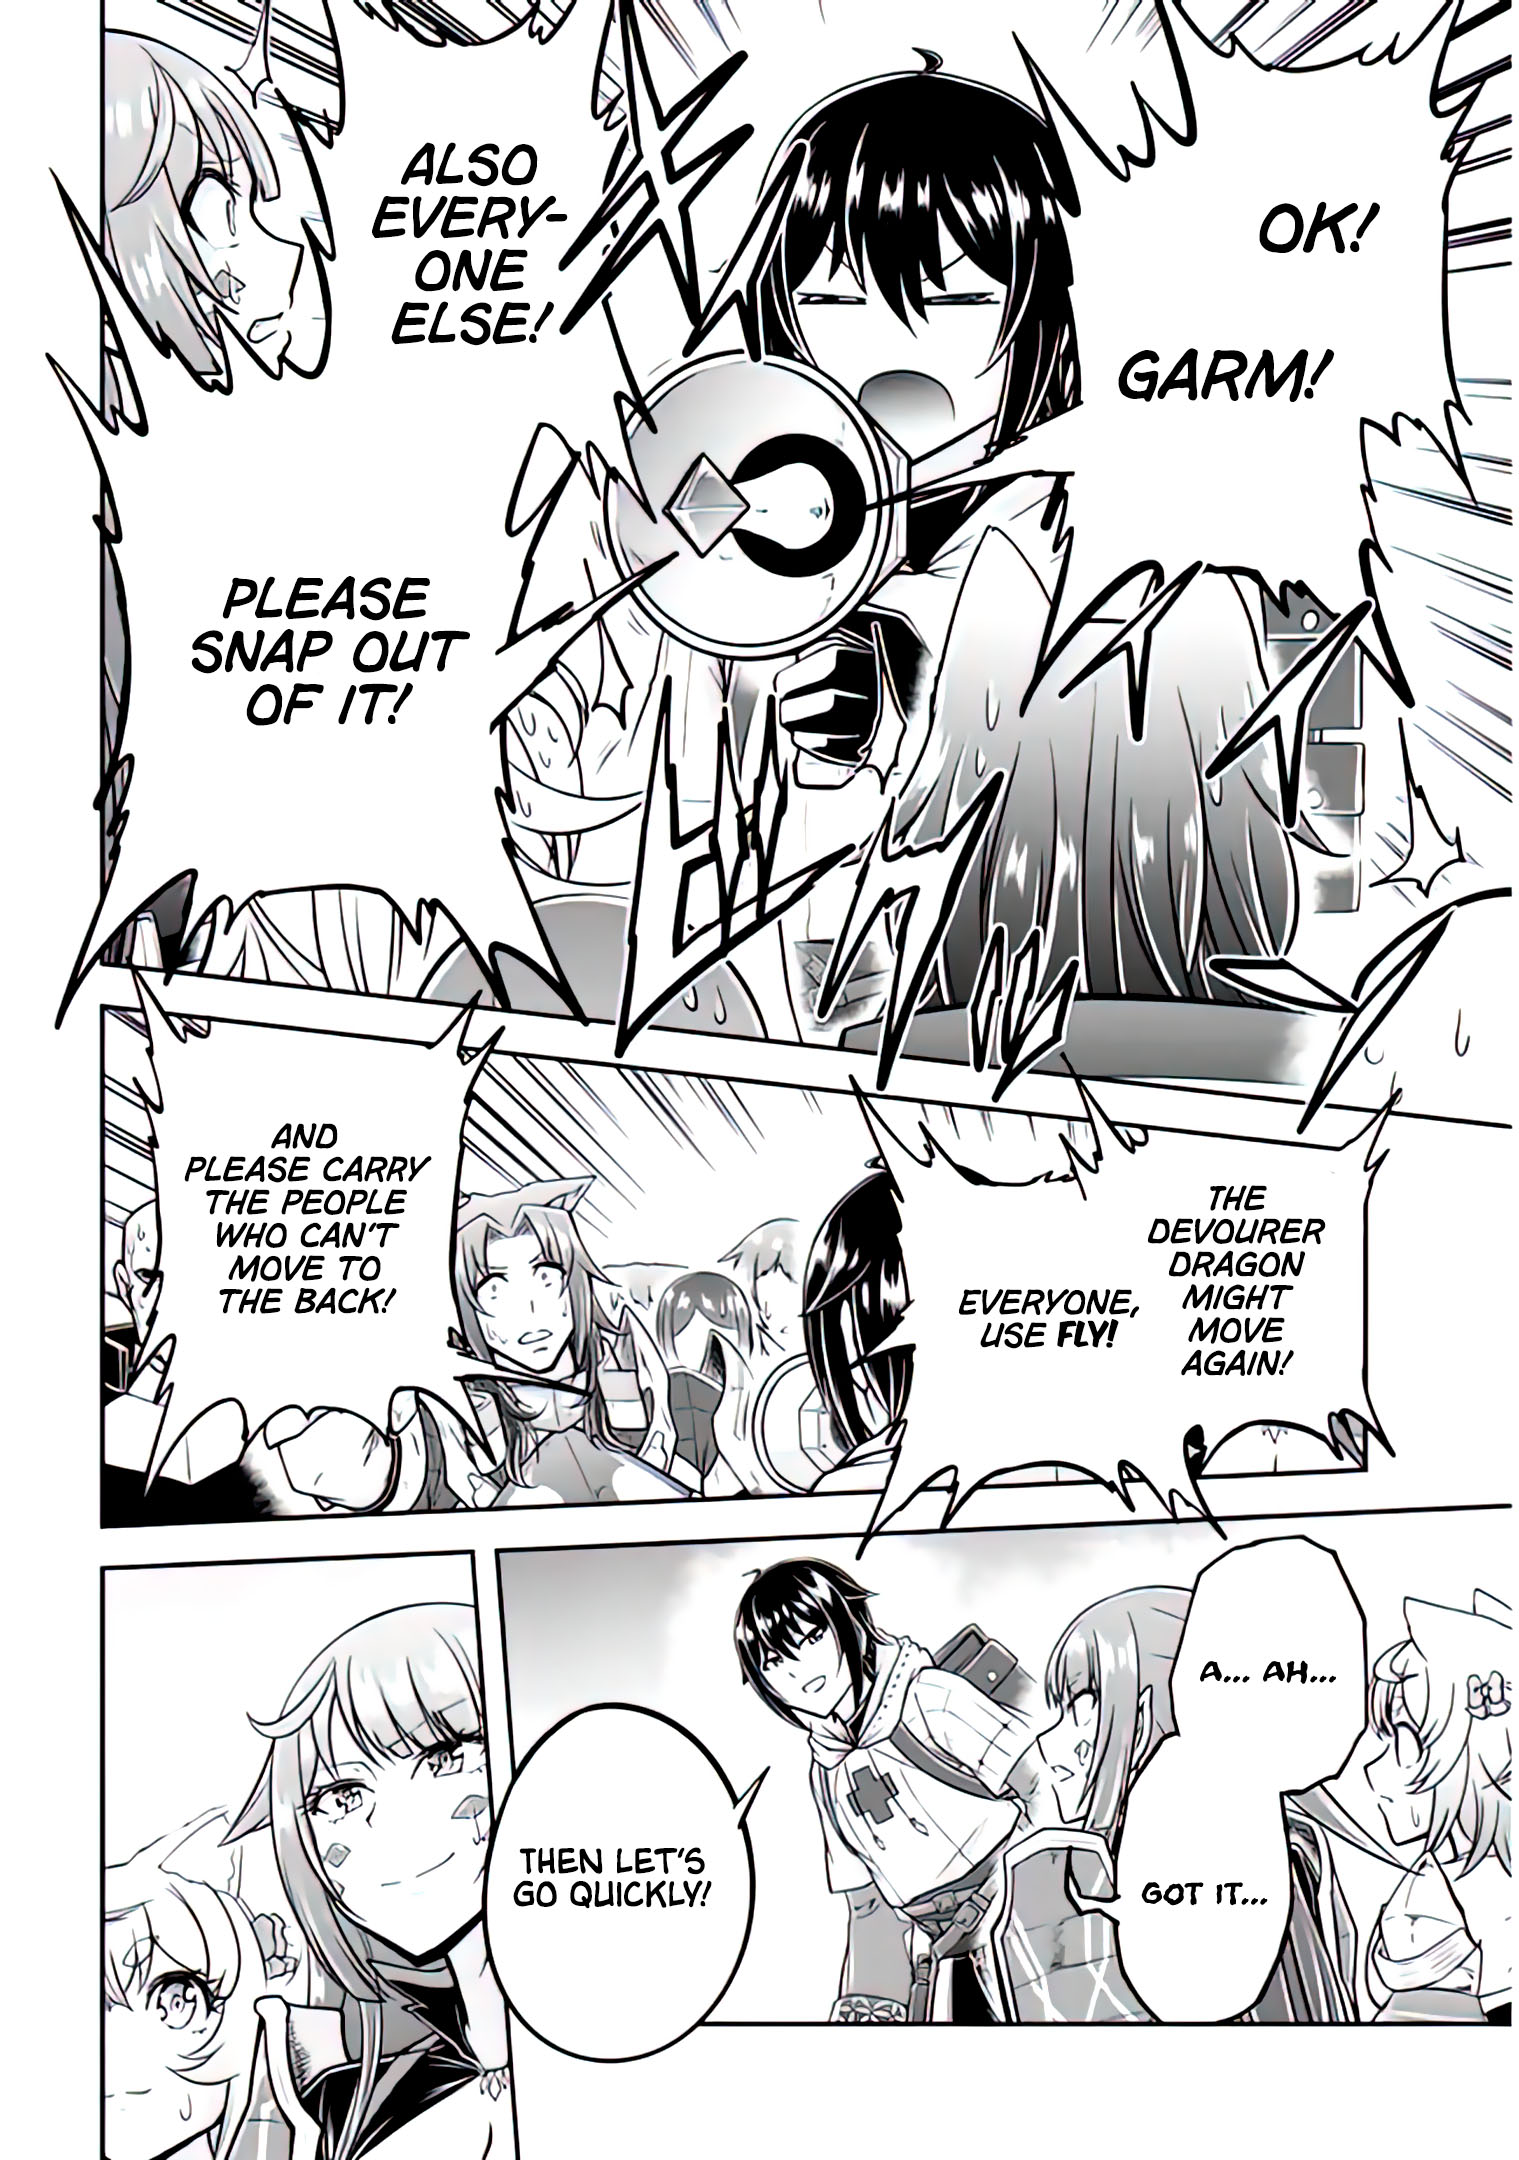 OK!
GARM!
ALSO
EVERY-
ONE
ELSE!
PLEASE
SNAP OUT
OF IT!
THE
DEVOURER
DRAGON
MIGHT
MOVE
AGAIN!
EVERYONE,
USE FLY!
AND
PLEASE CARRY
THE PEOPLE
WHO CAN'T
MOVE TO
THE BACK!
A... AH...
GOT IT...
THEN LET'S
GO QUICKLY!